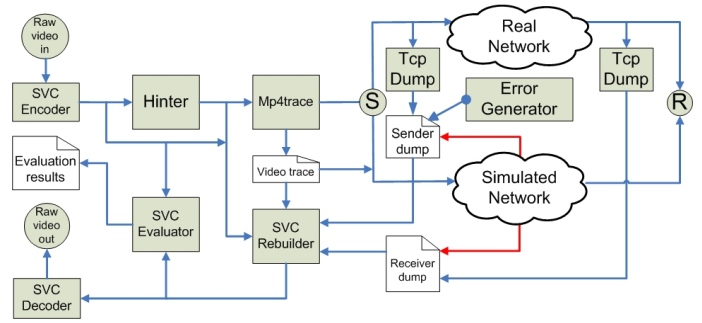 Raw
video
in
SVC
Encoder
Hinter
Mp4trace
S
Real
Network
Tcp
Dump
Tcp
Dump
Error
Generator
R
Evaluation
results
Video trace
Sender
dump
Simulated
Network
Raw
video
out
SVC
Evaluator
SVC
Rebuilder
Receiver
dump
SVC
Decoder